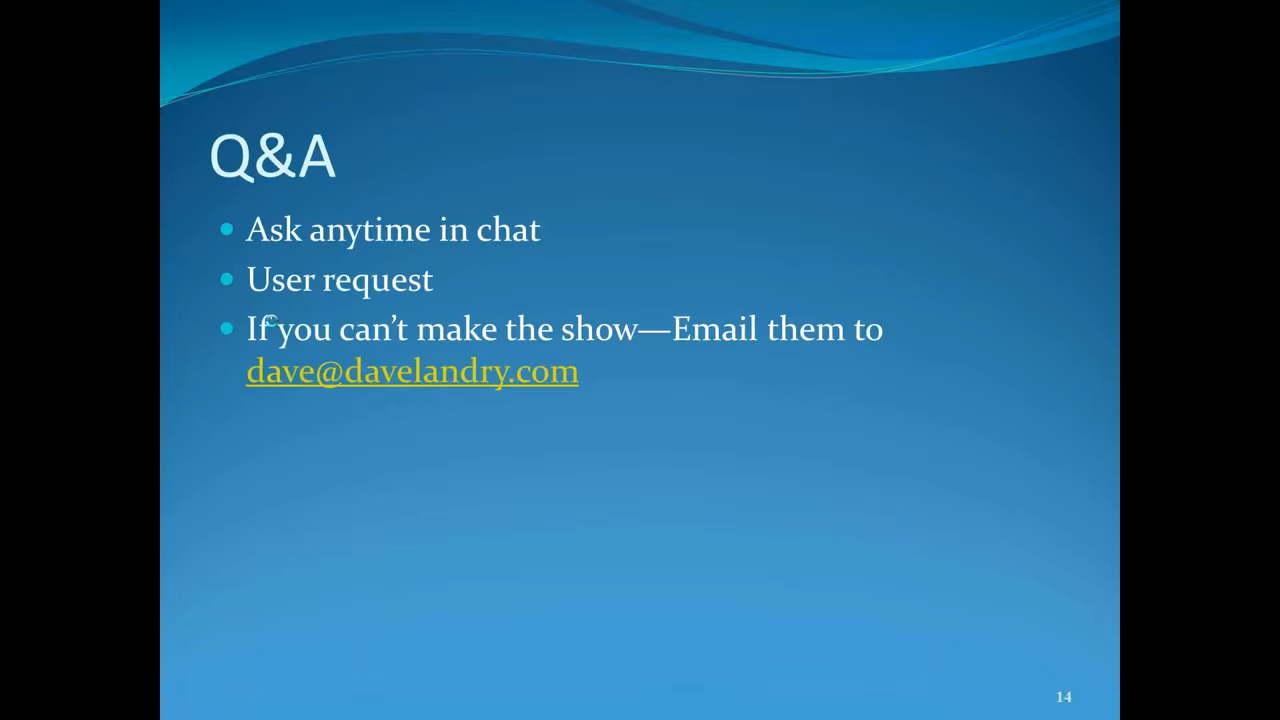 Q&A
Ask anytime in chat
User request
If you can’t make the show—Email them to
dave@davelandry.com
14